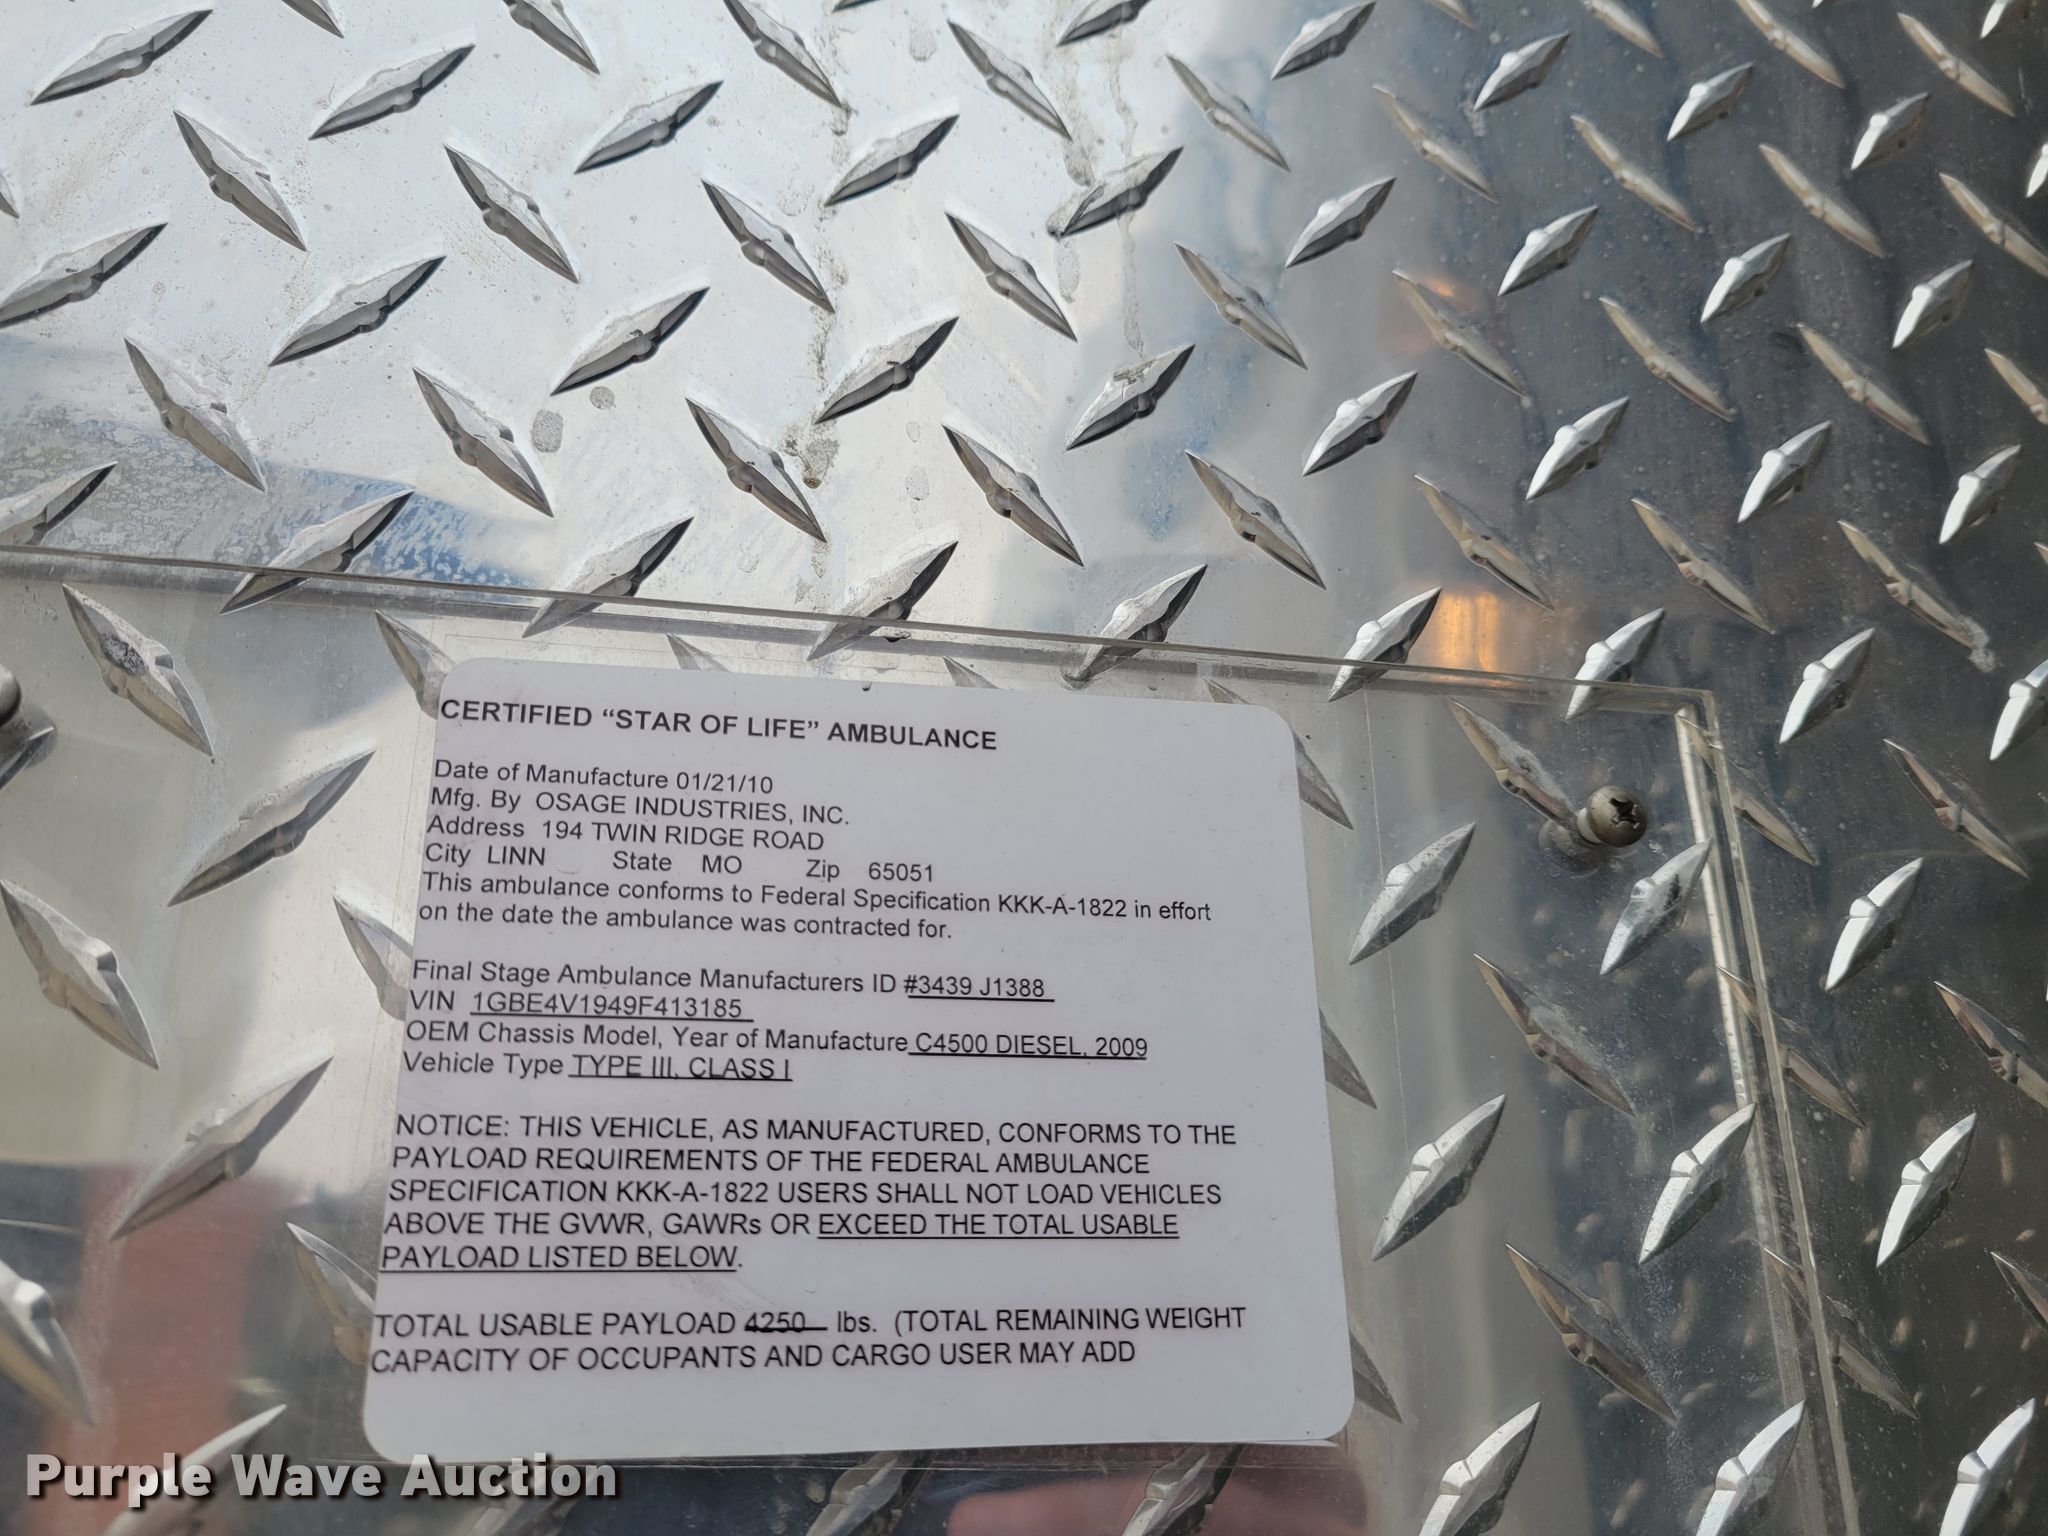 CERTIFIED “STAR OF LIFE” AMBULANCE
Date of Manufacture 01/21/10
Mfg. By OSAGE INDUSTRIES, INC.
Address 194 TWIN RIDGE ROAD
City LINN State MO Zip 65051
This ambulance conforms to Federal Specification KKK-A-1822 in effort
on the date the ambulance was contracted for.
Final Stage Ambulance Manufacturers ID #3439 J1388
VIN 1GBE4V1949F413185
OEM Chassis Model, Year of Manufacture C4500 DIESEL, 2009
Vehicle Type TYPE III, CLASS I
NOTICE: THIS VEHICLE, AS MANUFACTURED, CONFORMS TO THE
PAYLOAD REQUIREMENTS OF THE FEDERAL AMBULANCE
SPECIFICATION KKK-A-1822 USERS SHALL NOT LOAD VEHICLES
ABOVE THE GVWR, GAWRs OR EXCEED THE TOTAL USABLE
PAYLOAD LISTED BELOW.
TOTAL USABLE PAYLOAD 4250 lbs. (TOTAL REMAINING WEIGHT
CAPACITY OF OCCUPANTS AND CARGO USER MAY ADD
Purple Wave Auction